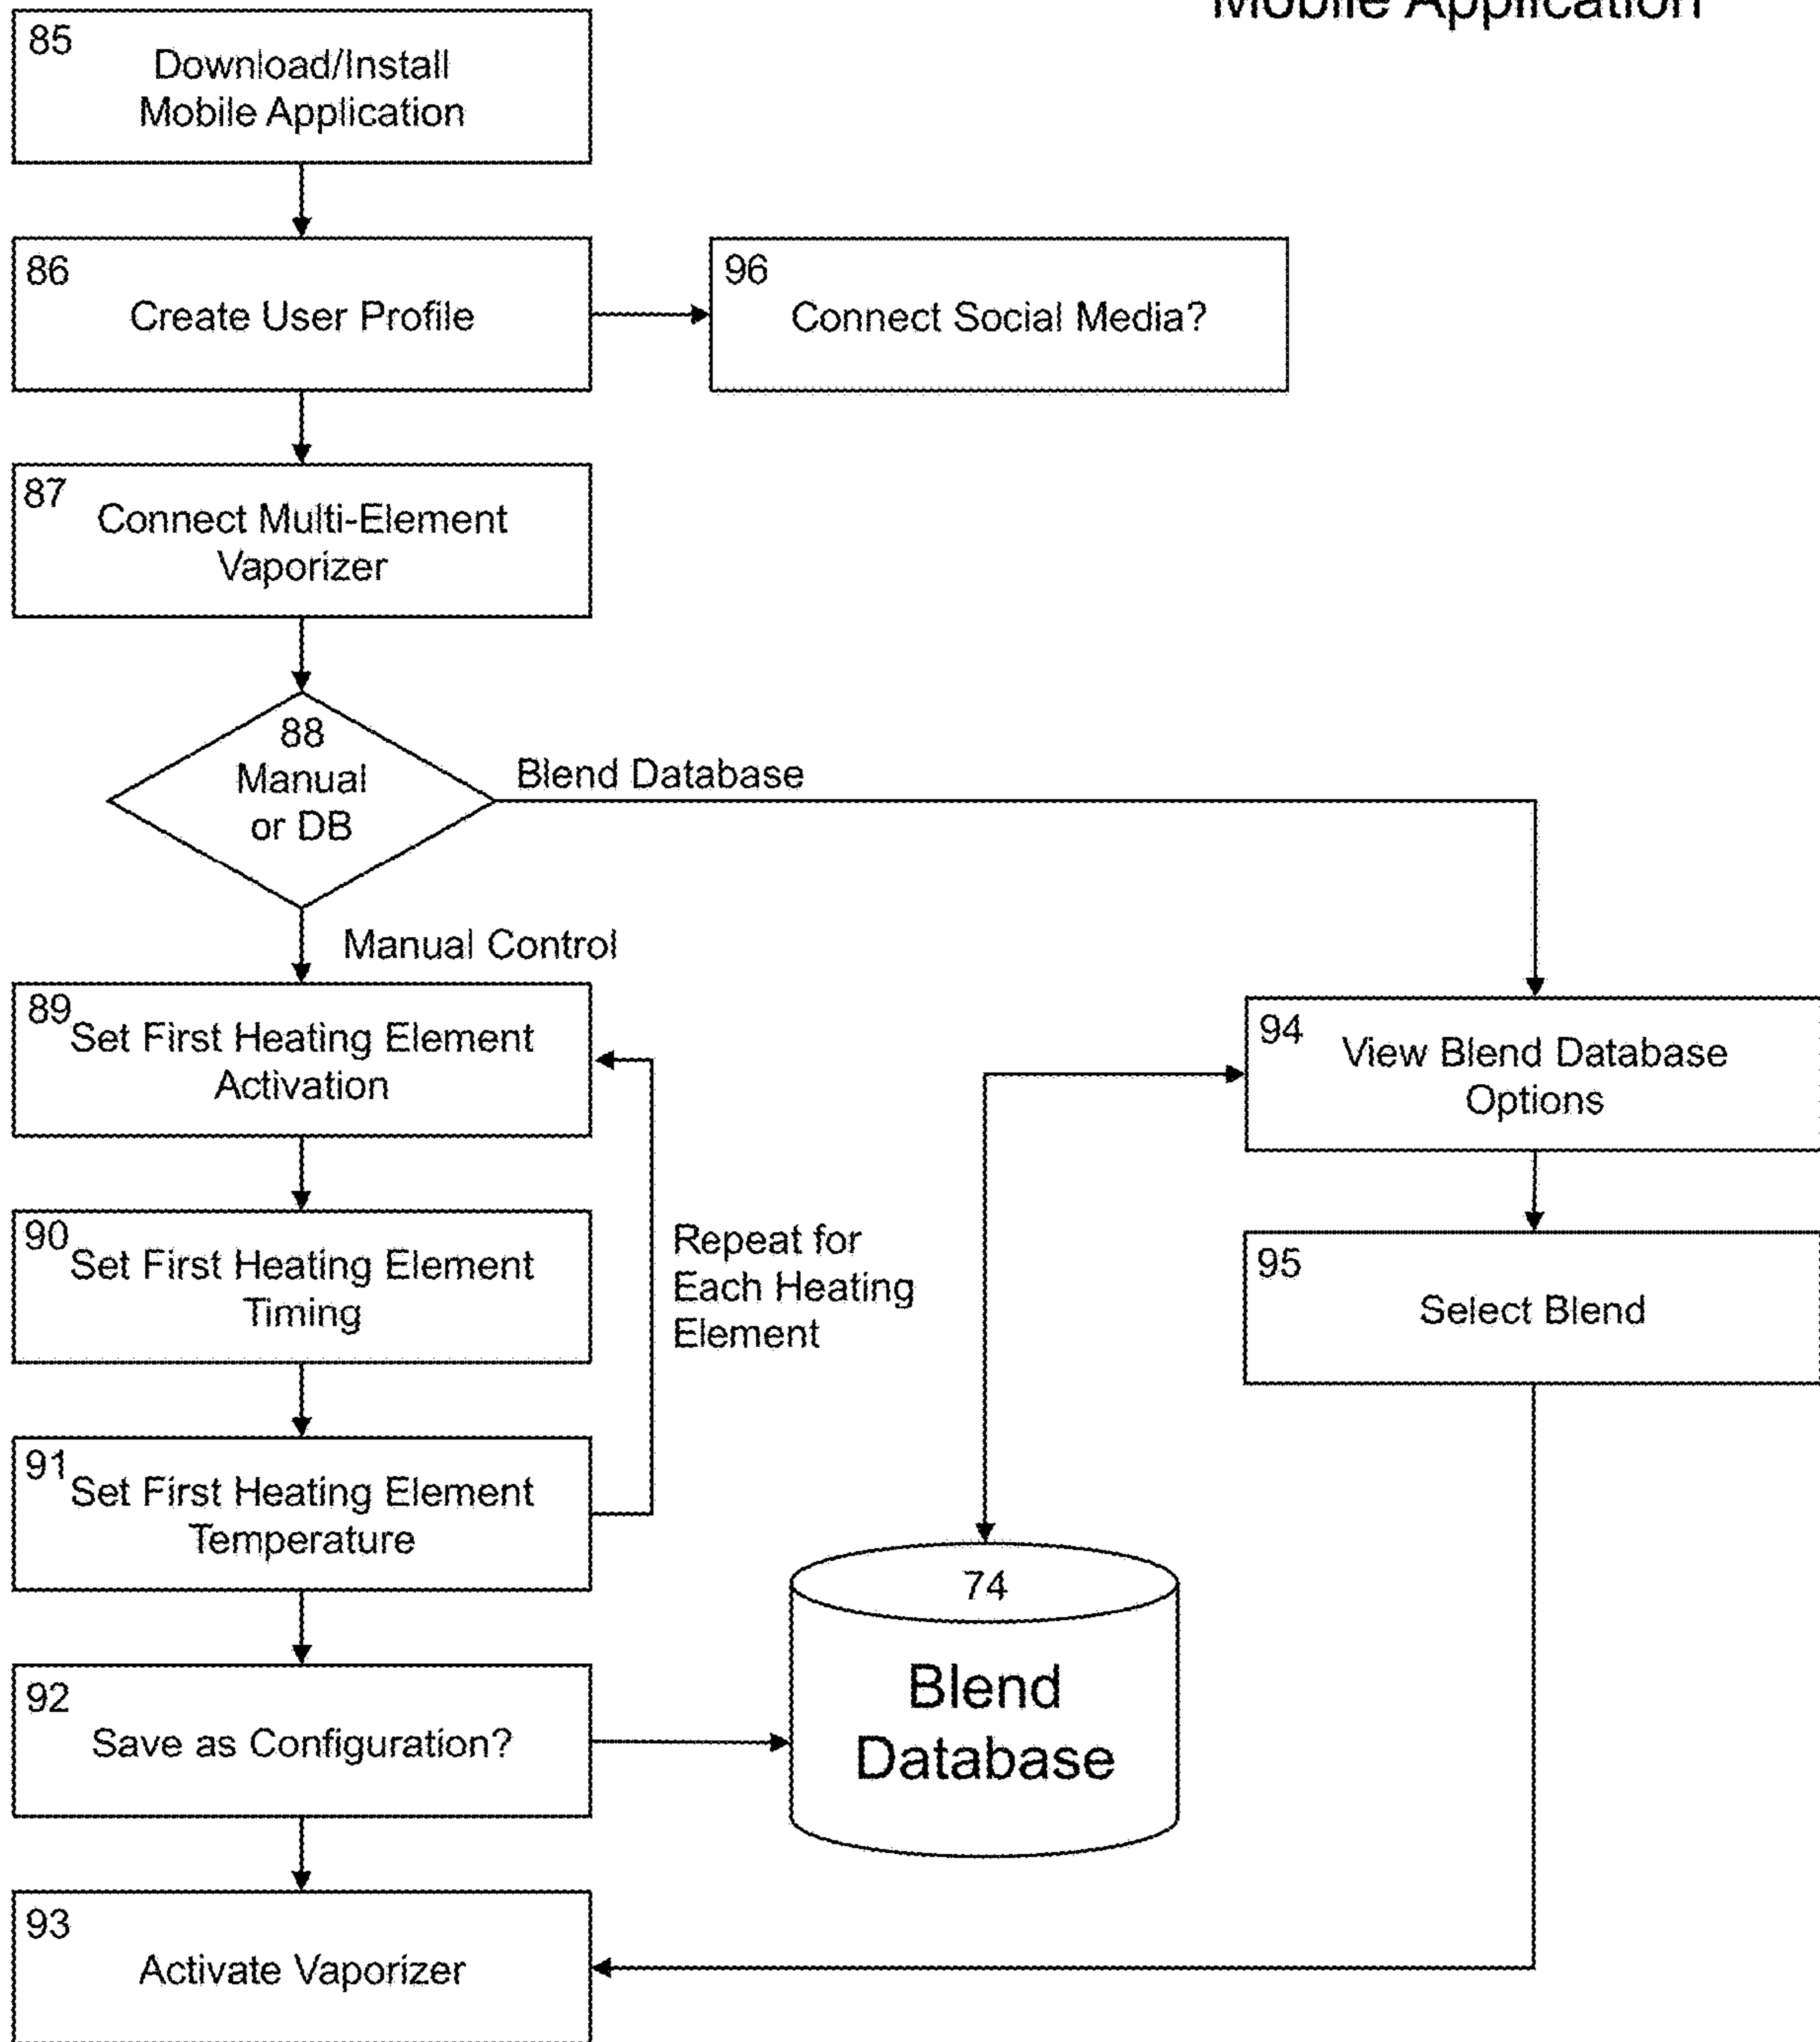 Mobile Application
85
Download/Install
Mobile Application
86
Create User Profile
96
Connect Social Media?
87
Connect Multi-Element
Vaporizer
88
Manual
or DB
Blend Database
Manual Control
89
Set First Heating Element
Activation
94
View Blend Database
Options
90
Set First Heating Element
Timing
Repeat for
Each Heating
Element
95
Select Blend
91
Set First Heating Element
Temperature
74
Blend
Database
92
Save as Configuration?
93
Activate Vaporizer